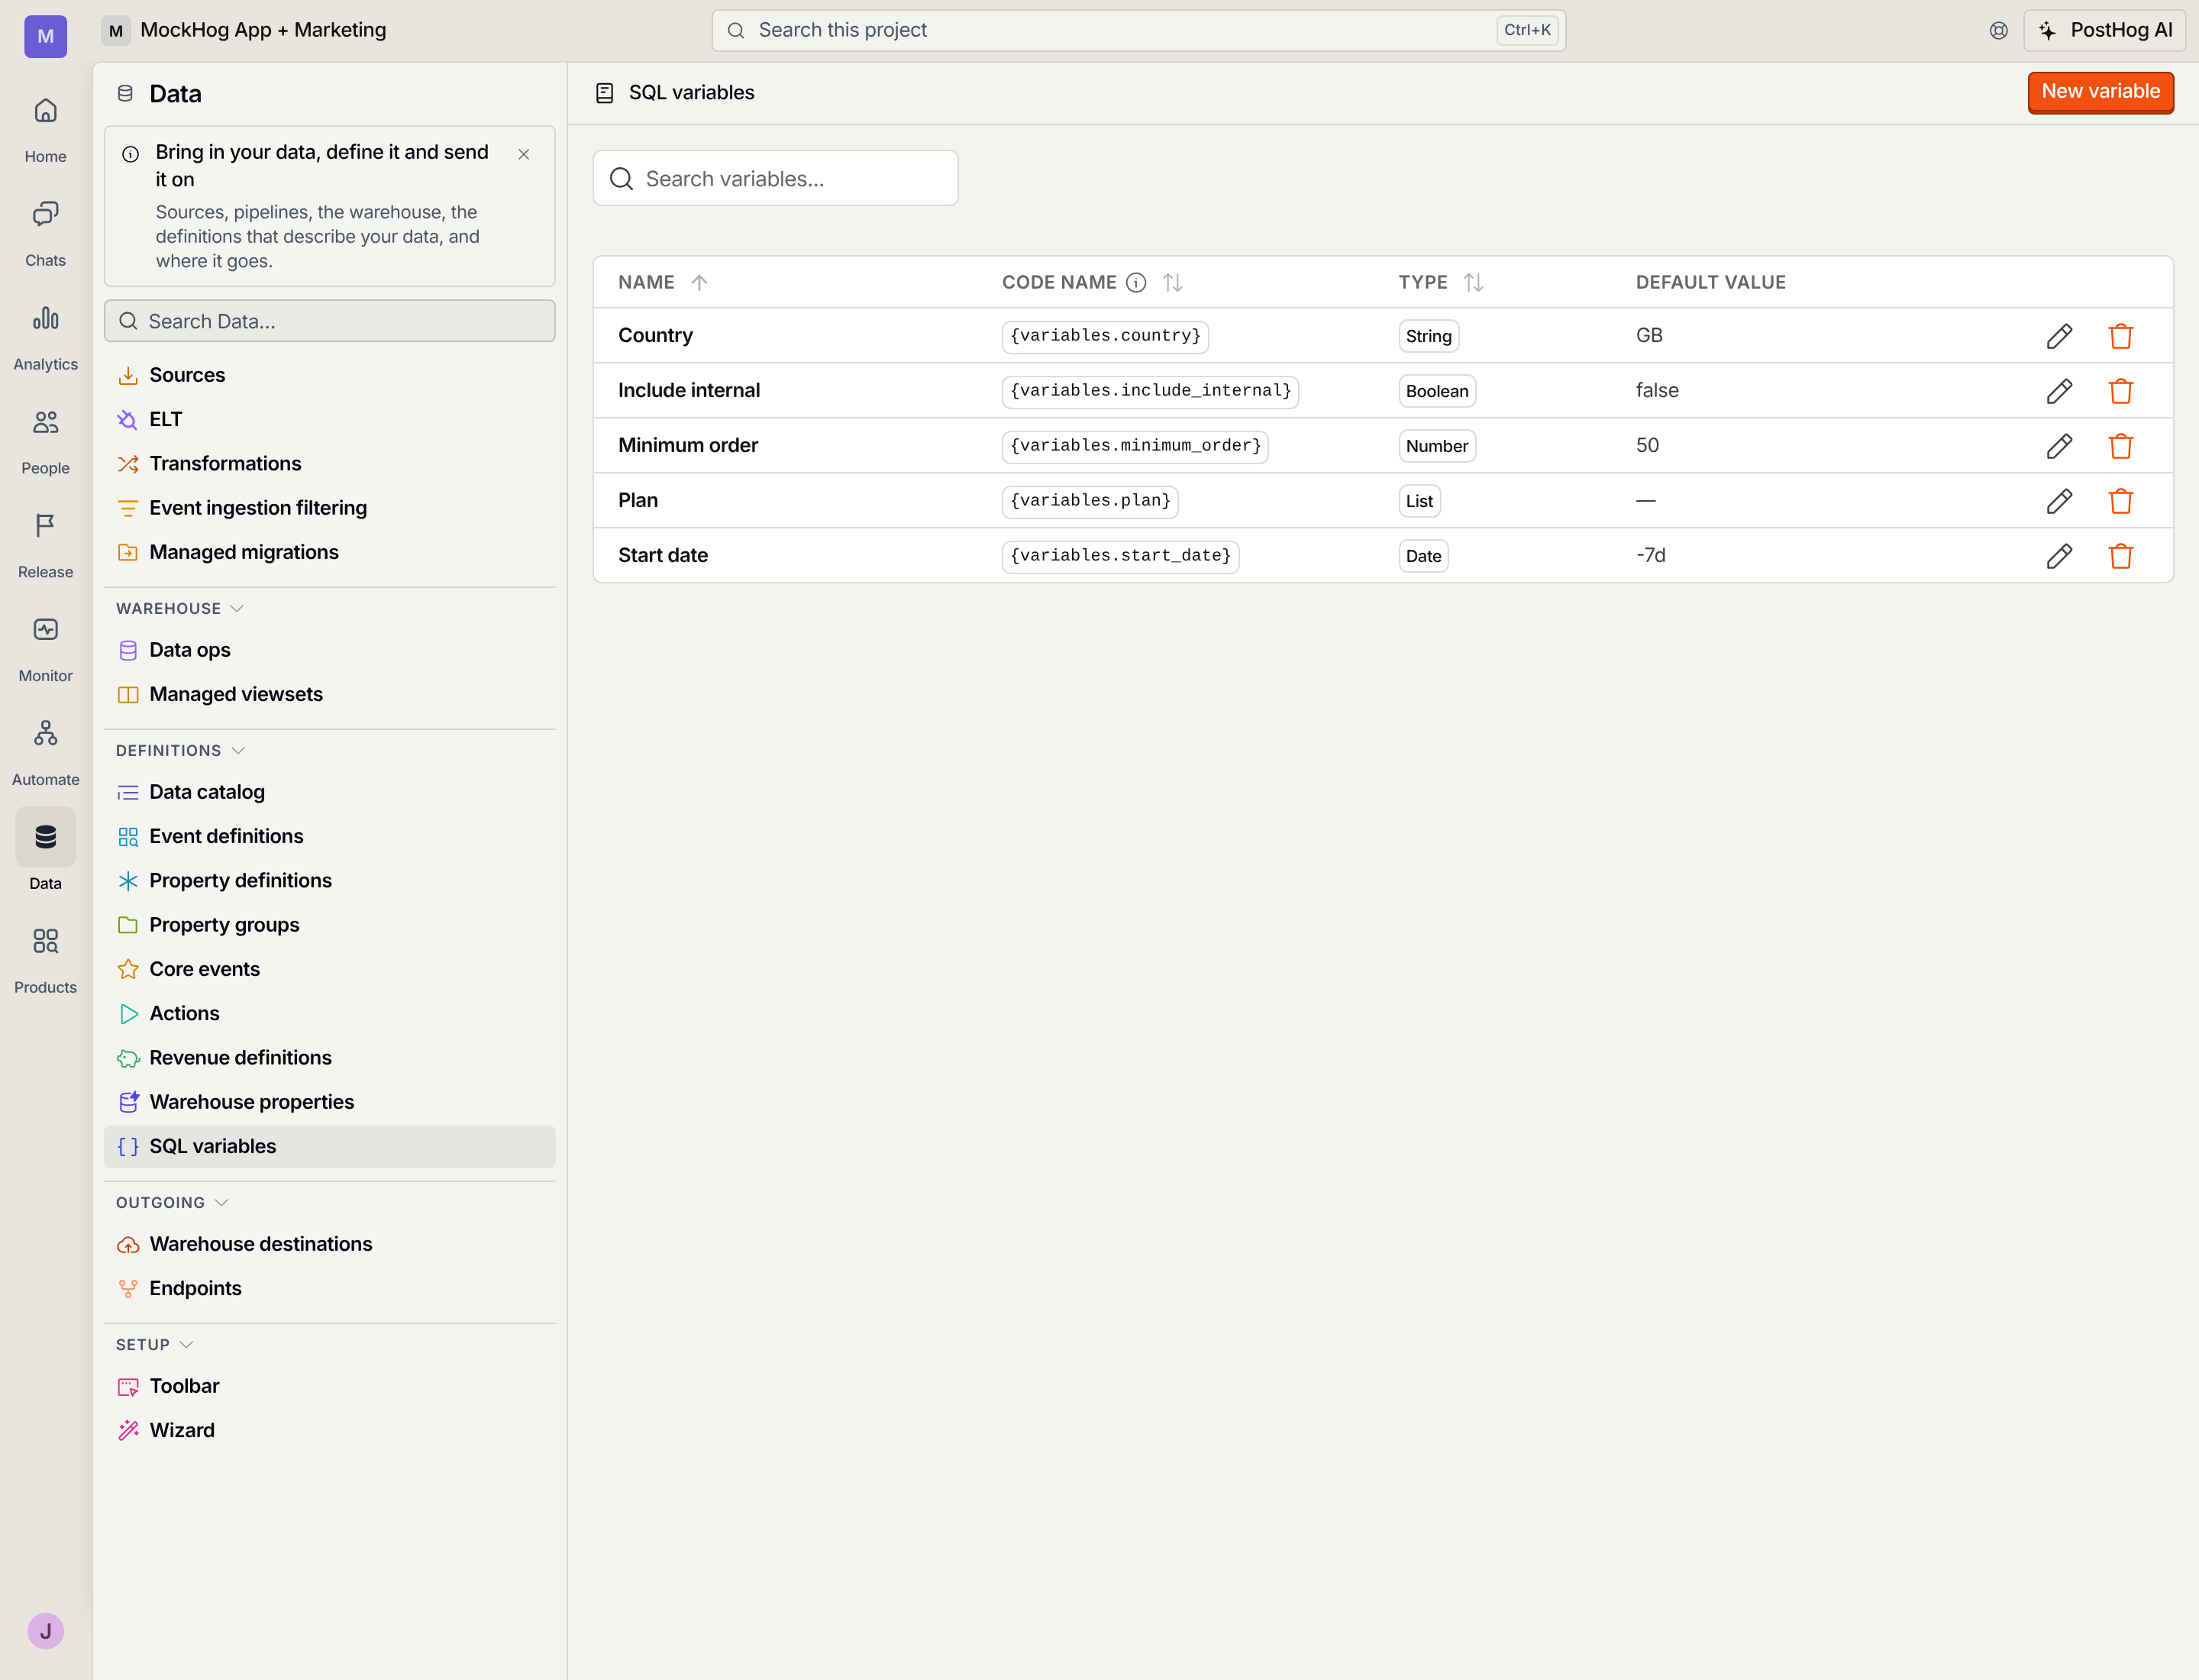 M
M MockHog App + Marketing
Search this project
Ctrl+K
PostHog AI
Home
Chats
Analytics
People
Release
Monitor
Automate
Data
Products
J
Data
Bring in your data, define it and send
it on
Sources, pipelines, the warehouse, the
definitions that describe your data, and
where it goes.
Search Data...
Sources
ELT
Transformations
Event ingestion filtering
Managed migrations
WAREHOUSE
Data ops
Managed viewsets
DEFINITIONS
Data catalog
Event definitions
Property definitions
Property groups
Core events
Actions
Revenue definitions
Warehouse properties
SQL variables
OUTGOING
Warehouse destinations
Endpoints
SETUP
Toolbar
Wizard
SQL variables
New variable
Search variables...
NAME CODE NAME TYPE DEFAULT VALUE
Country {variables.country} String GB
Include internal {variables.include_internal} Boolean false
Minimum order {variables.minimum_order} Number 50
Plan {variables.plan} List —
Start date {variables.start_date} Date -7d